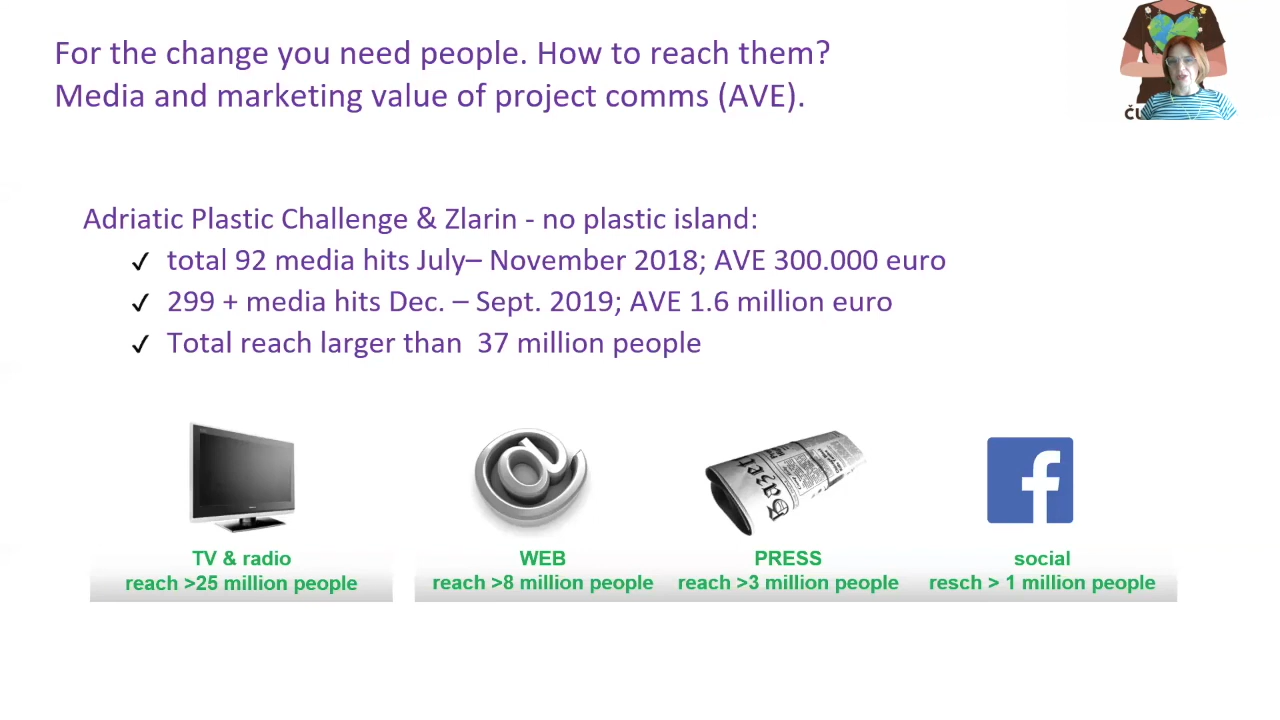 For the change you need people. How to reach them?
Media and marketing value of project comms (AVE).
ČU
Adriatic Plastic Challenge & Zlarin - no plastic island:
✓ total 92 media hits July– November 2018; AVE 300.000 euro
✓ 299 + media hits Dec. – Sept. 2019; AVE 1.6 million euro
✓ Total reach larger than 37 million people
TV & radio
reach >25 million people
WEB
reach >8 million people
PRESS
reach >3 million people
social
resch > 1 million people